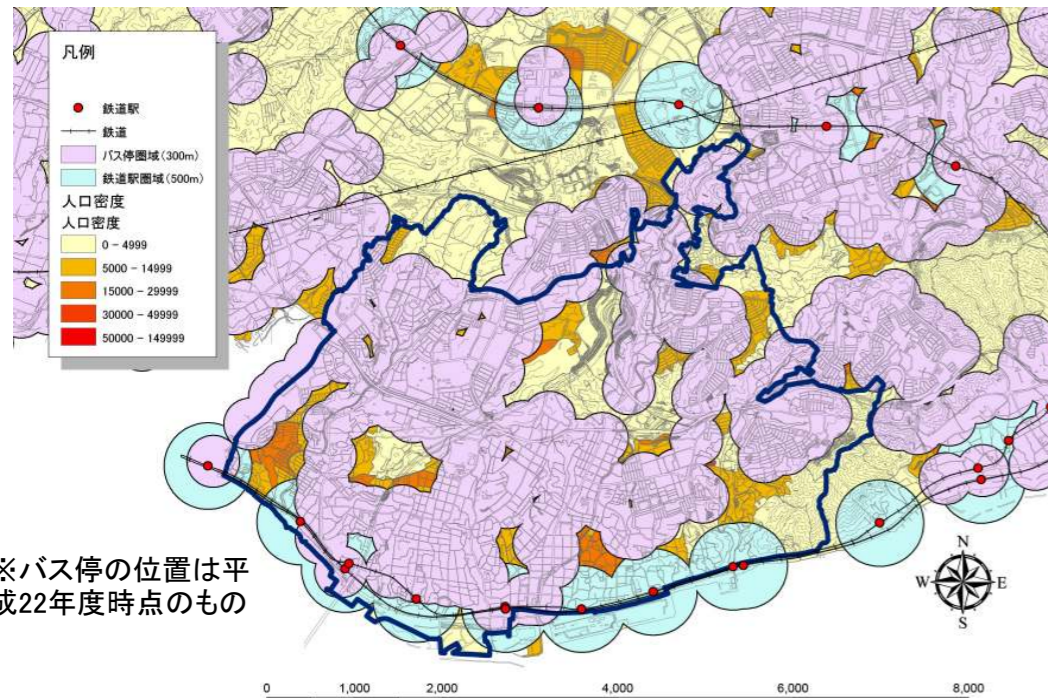 凡例
鉄道駅
鉄道
バス停圏域(300m)
鉄道駅圏域(500m)
人口密度
人口密度
0 - 4999
5000 - 14999
15000 - 29999
30000 - 49999
50000 - 149999
※バス停の位置は平
成22年度時点のもの
N
W E
S
0 1,000 2,000 4,000 6,000 8,000